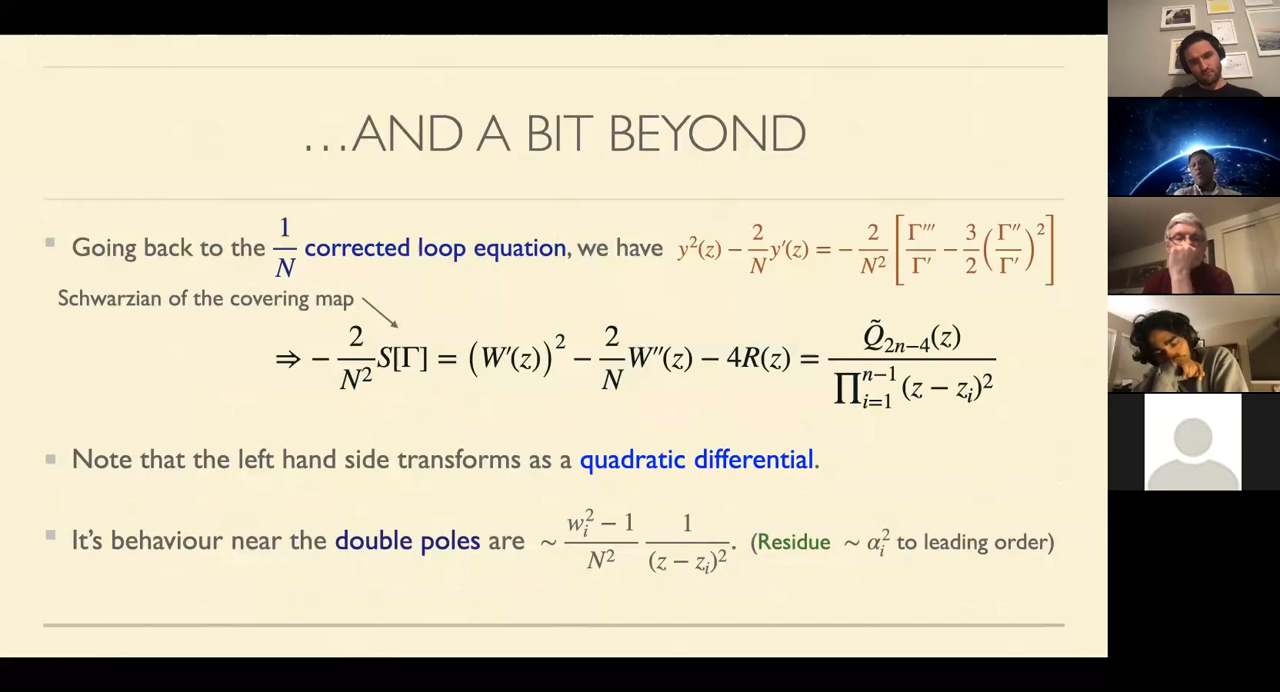 …AND A BIT BEYOND
Going back to the 1/N corrected loop equation, we have y²(z) − 2/N y′(z) = − 2/N² [Γ‴/Γ′ − 3/2 (Γ″/Γ′)²]
Schwarzian of the covering map
⇒ − 2/N² S[Γ] = (W′(z))² − 2/N W″(z) − 4R(z) = Q̃₂ₙ₋₄(z) / ∏ᵢ₌₁ⁿ⁻¹ (z − zᵢ)²
Note that the left hand side transforms as a quadratic differential.
It's behaviour near the double poles are ~ (wᵢ² − 1)/N² 1/(z − zᵢ)². (Residue ~ αᵢ² to leading order)